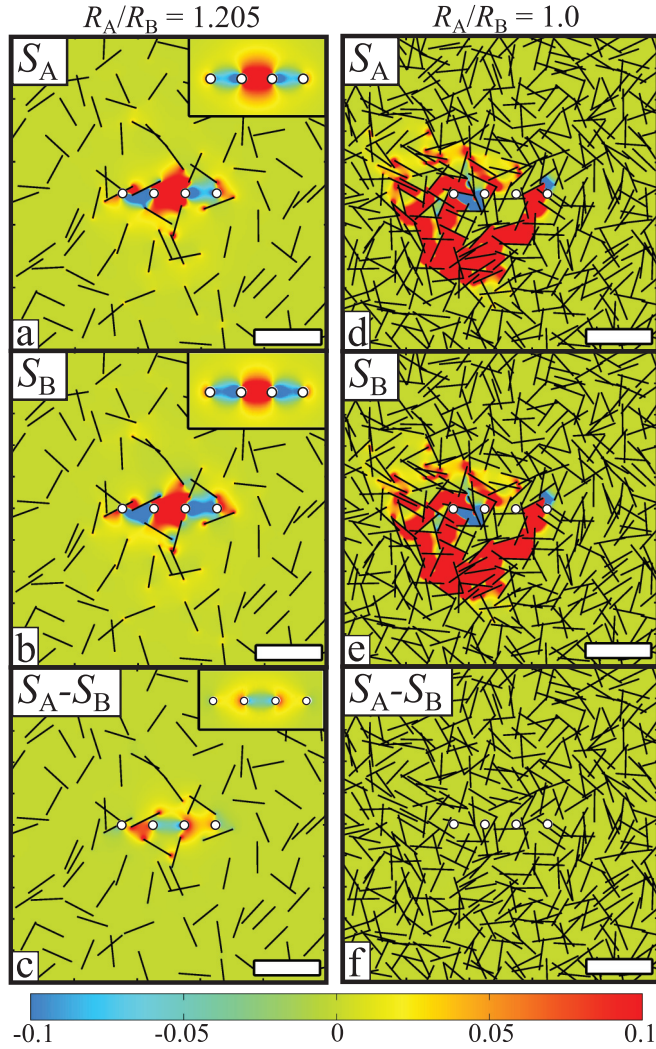 R_A/R_B = 1.205
R_A/R_B = 1.0
S_A
a
S_A
d
S_B
b
S_B
e
S_A-S_B
c
S_A-S_B
f
-0.1 -0.05 0 0.05 0.1